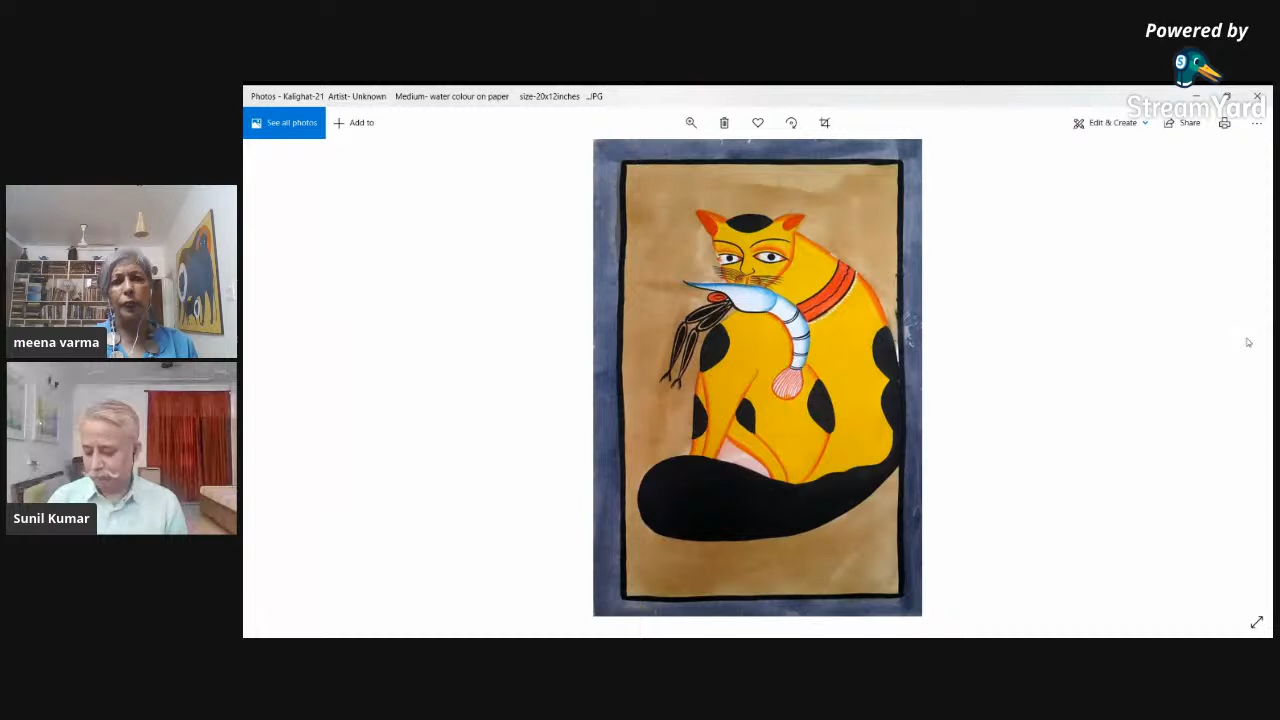 Powered by
S
StreamYard
Photos - Kalighat-21 Artist- Unknown Medium- water colour on paper size-20x12inches _.JPG
See all photos
Add to
Edit & Create
Share
meena varma
Sunil Kumar